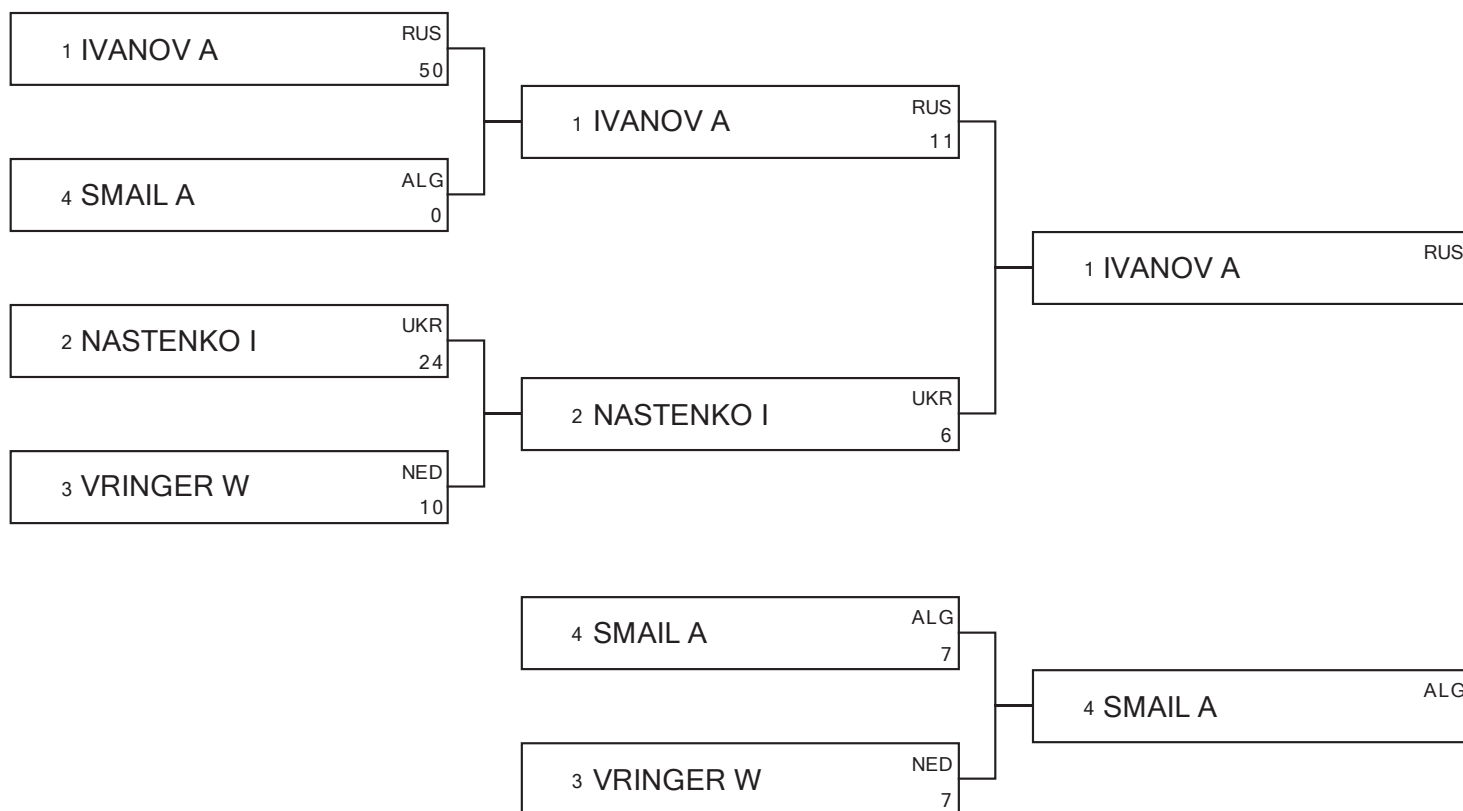 1 IVANOV A RUS
50
4 SMAIL A ALG
0
2 NASTENKO I UKR
24
3 VRINGER W NED
10
1 IVANOV A RUS
11
2 NASTENKO I UKR
6
1 IVANOV A RUS
4 SMAIL A ALG
7
3 VRINGER W NED
7
4 SMAIL A ALG